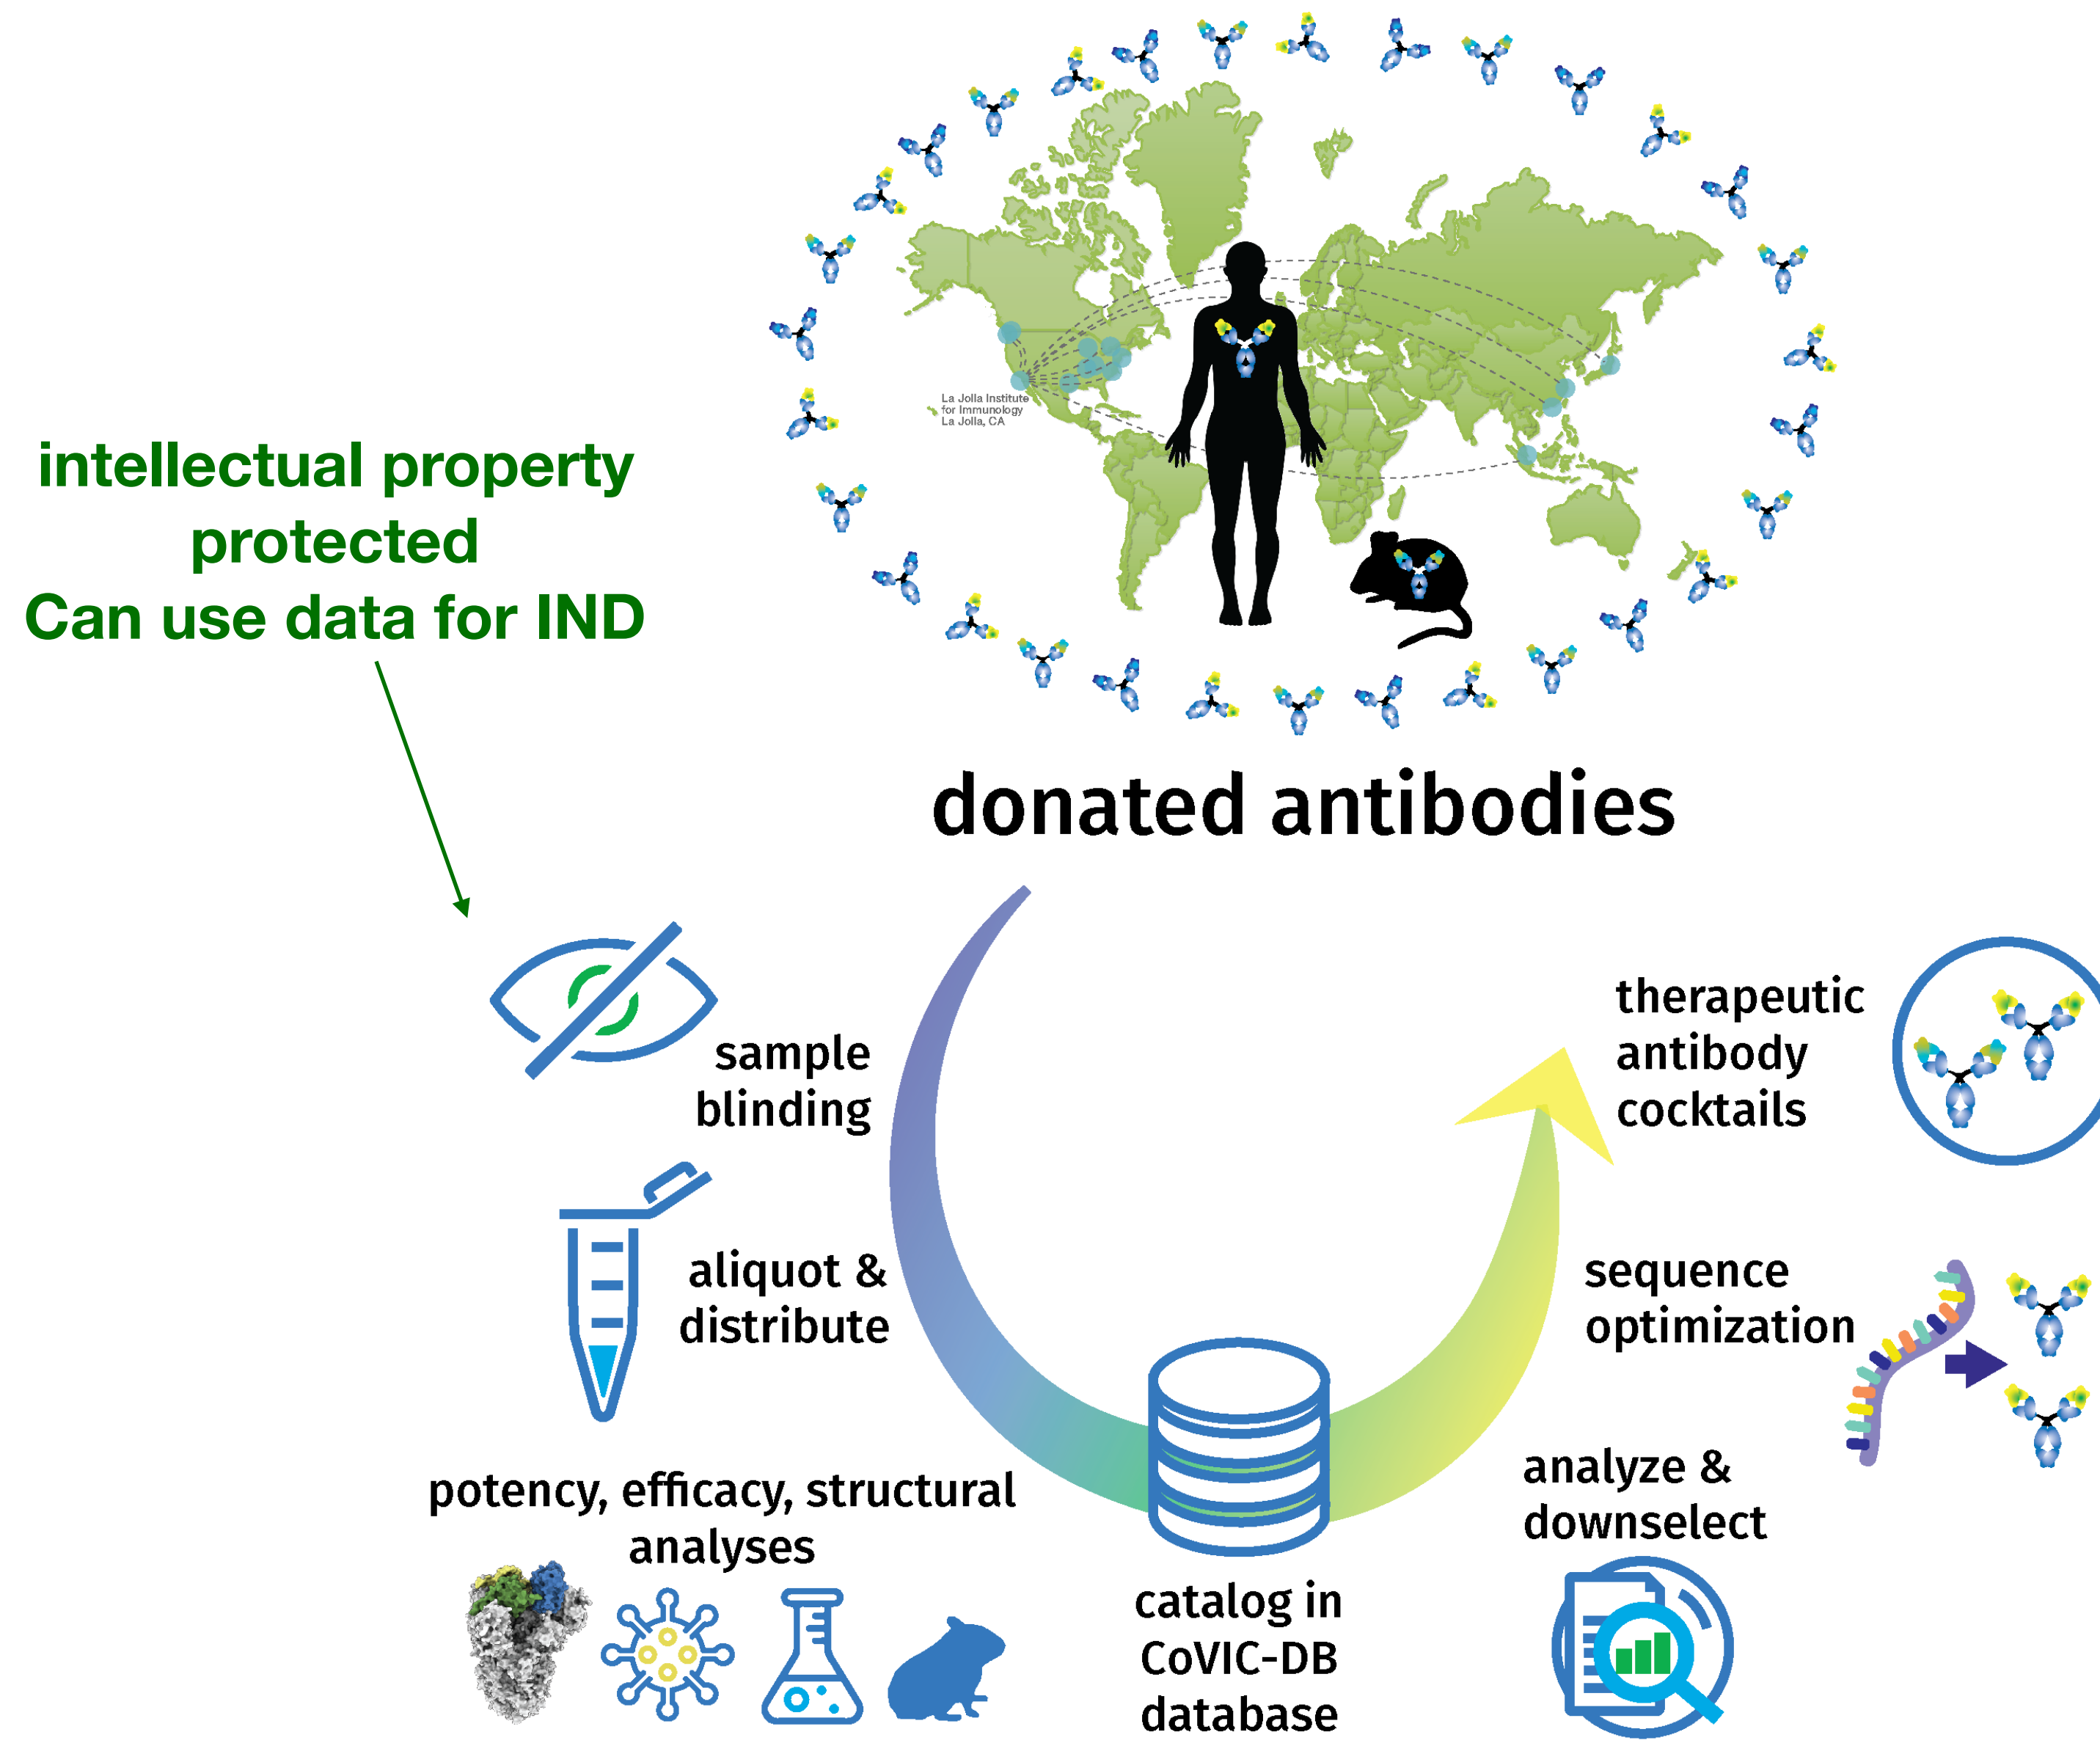 La Jolla Institute
for Immunology
La Jolla, CA
intellectual property
protected
Can use data for IND
donated antibodies
sample
blinding
aliquot &
distribute
potency, efficacy, structural
analyses
catalog in
CoVIC-DB
database
analyze &
downselect
sequence
optimization
therapeutic
antibody
cocktails